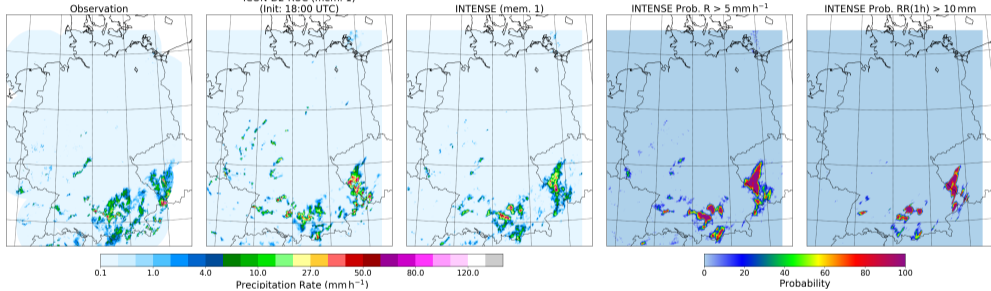 Observation
(Init: 18:00 UTC)
INTENSE (mem. 1)
INTENSE Prob. R > 5 mm h⁻¹
INTENSE Prob. RR(1h) > 10 mm
0.1 1.0 4.0 10.0 27.0 50.0 80.0 120.0
Precipitation Rate (mm h⁻¹)
0 20 40 60 80 100
Probability